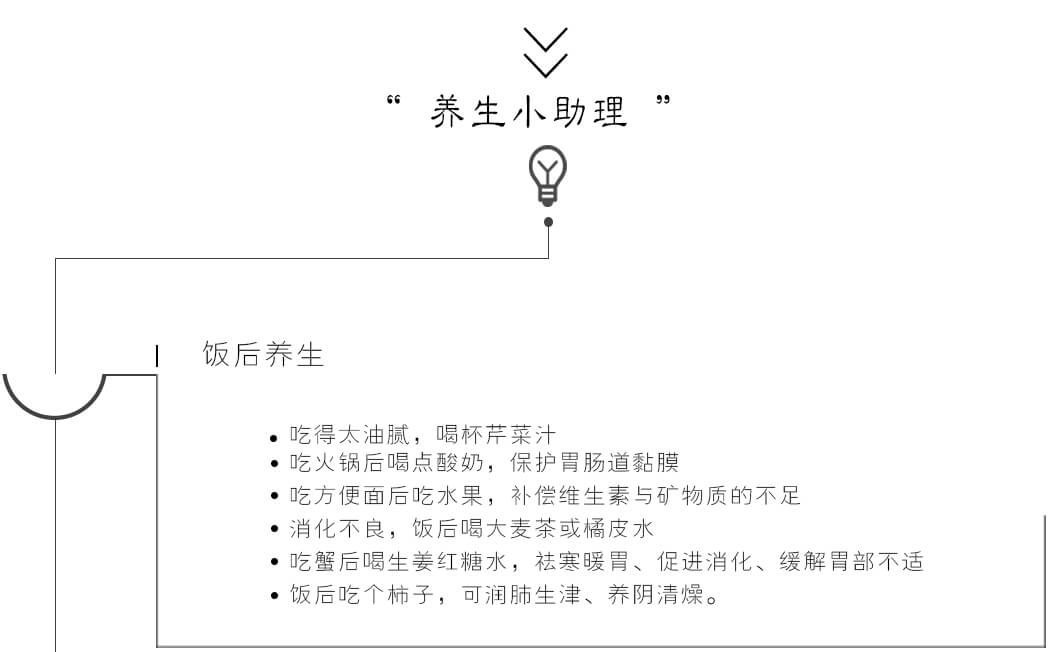 “ 养生小助理 ”
饭后养生
• 吃得太油腻，喝杯芹菜汁
• 吃火锅后喝点酸奶，保护胃肠道黏膜
• 吃方便面后吃水果，补偿维生素与矿物质的不足
• 消化不良，饭后喝大麦茶或橘皮水
• 吃蟹后喝生姜红糖水，祛寒暖胃、促进消化、缓解胃部不适
• 饭后吃个柿子，可润肺生津、养阴清燥。